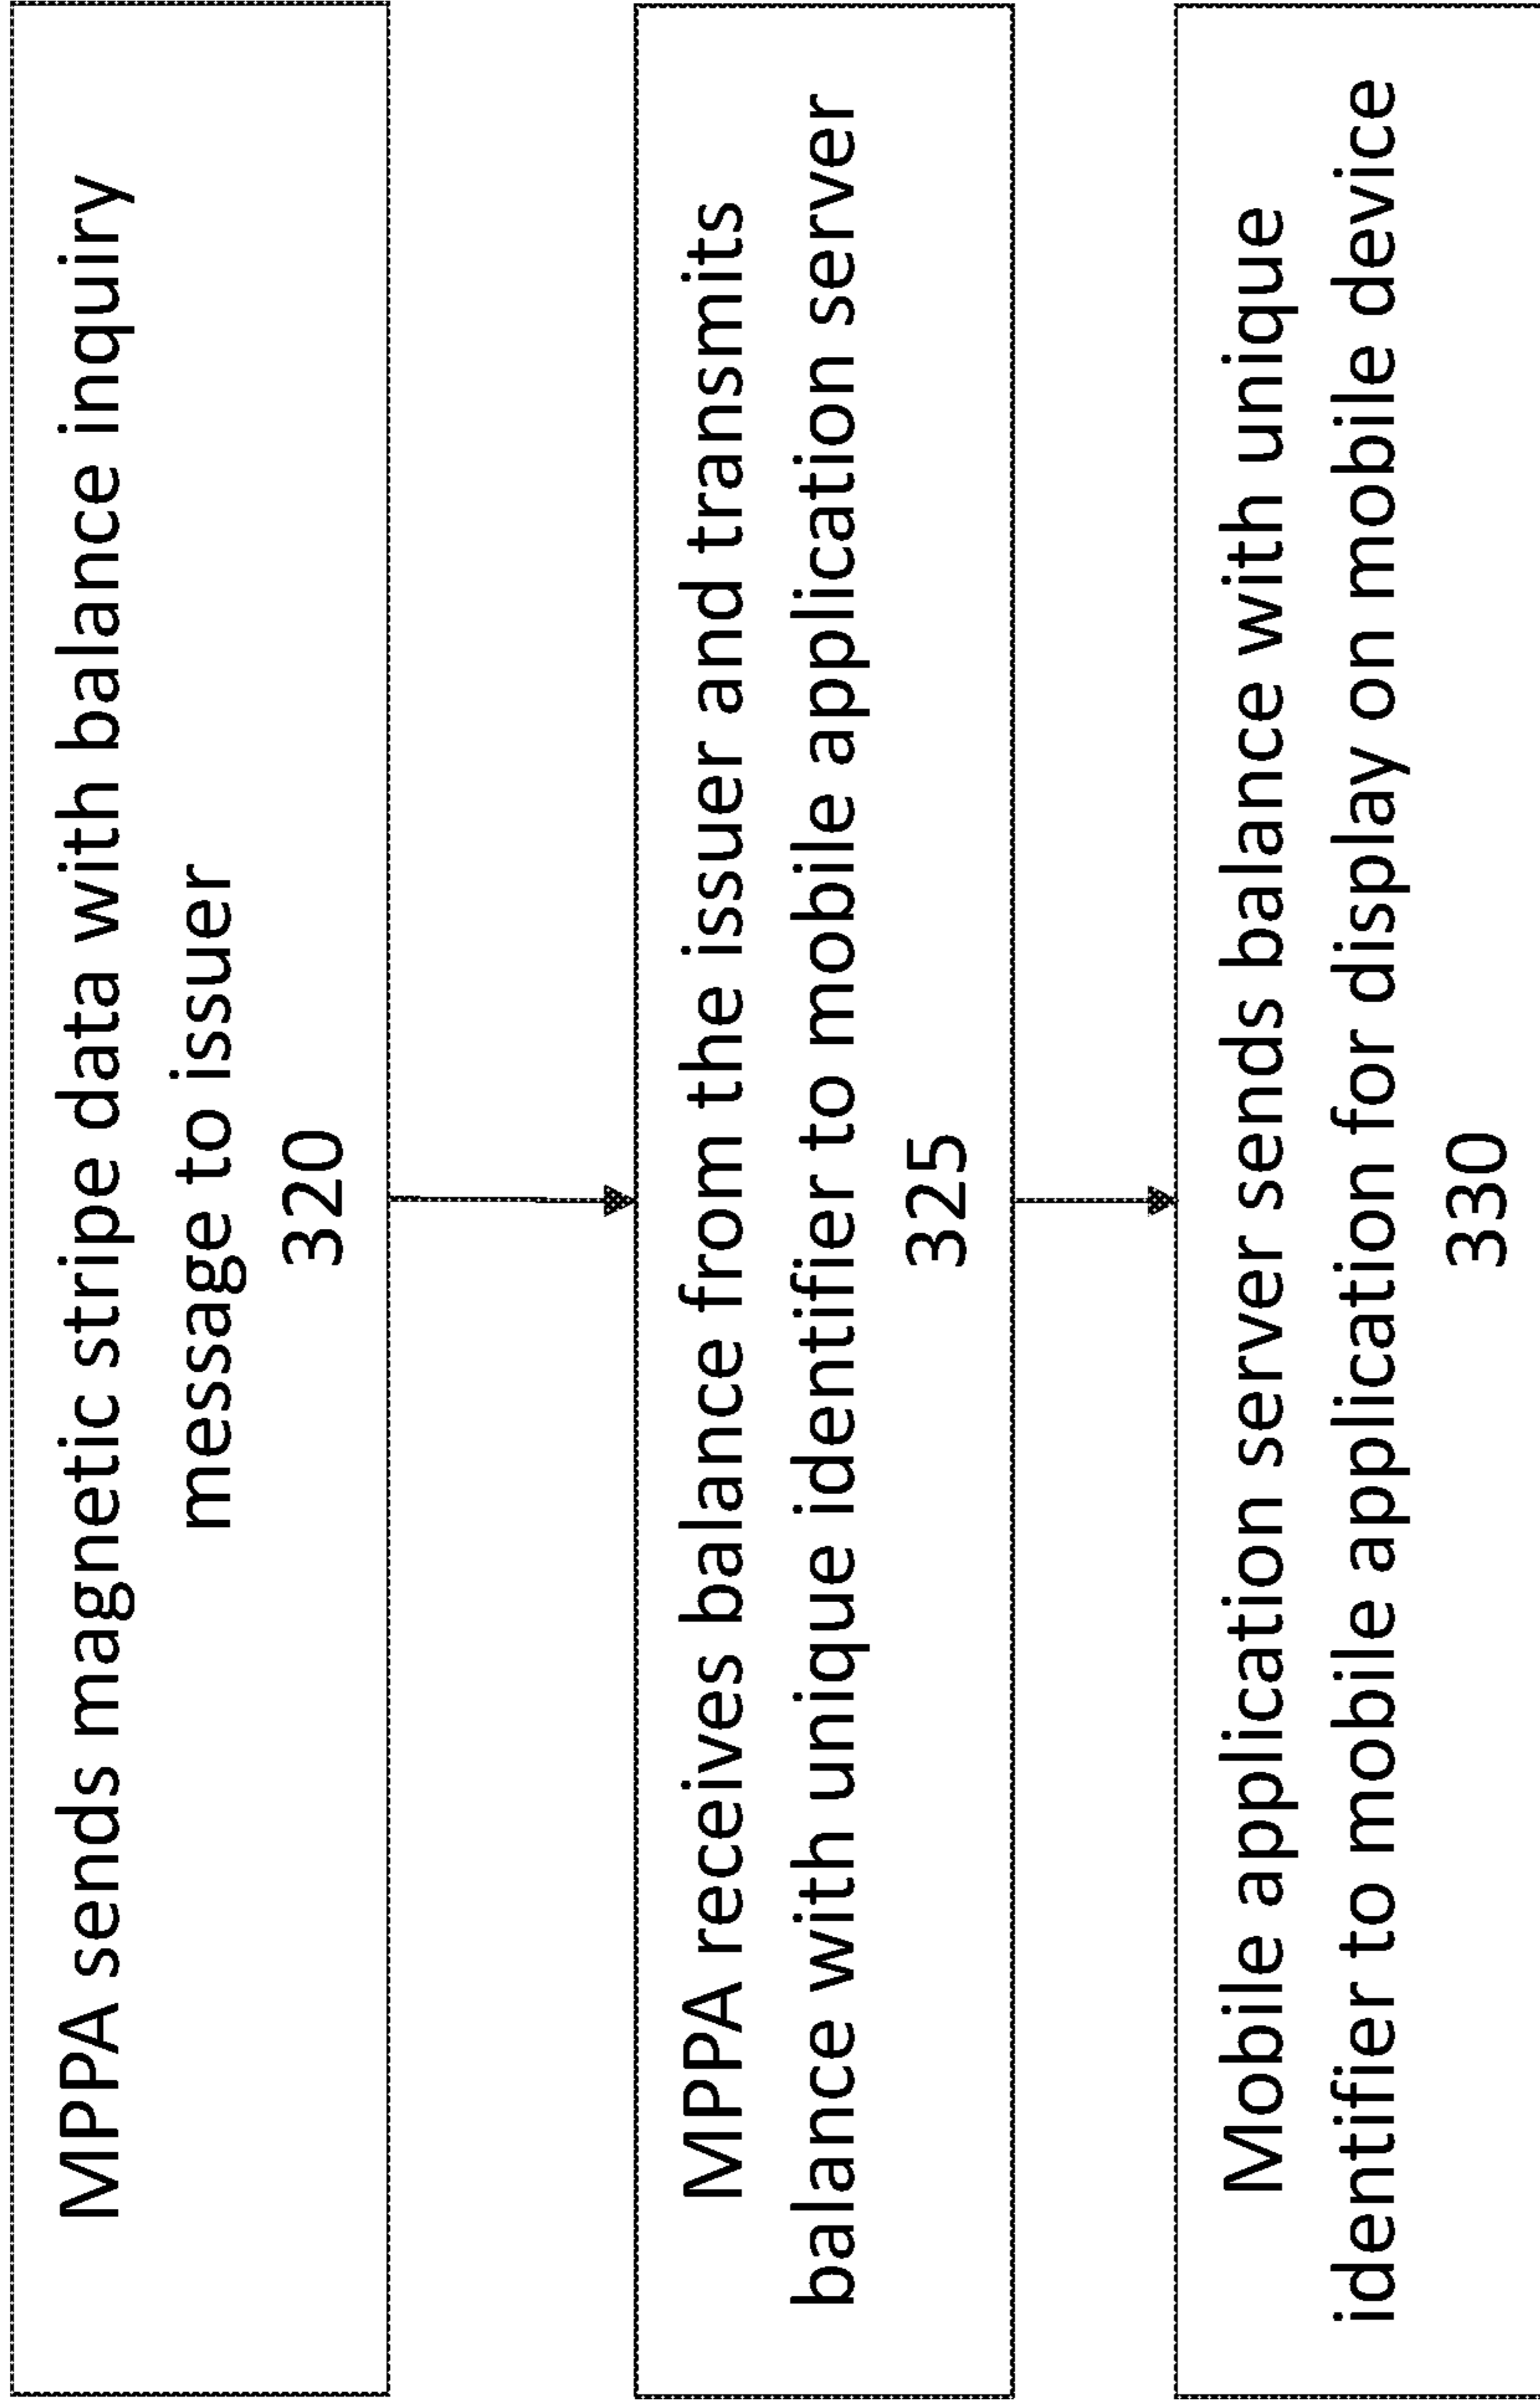 MPPA sends magnetic stripe data with balance inquiry
message to issuer
320
MPPA receives balance from the issuer and transmits
balance with unique identifier to mobile application server
325
Mobile application server sends balance with unique
identifier to mobile application for display on mobile device
330